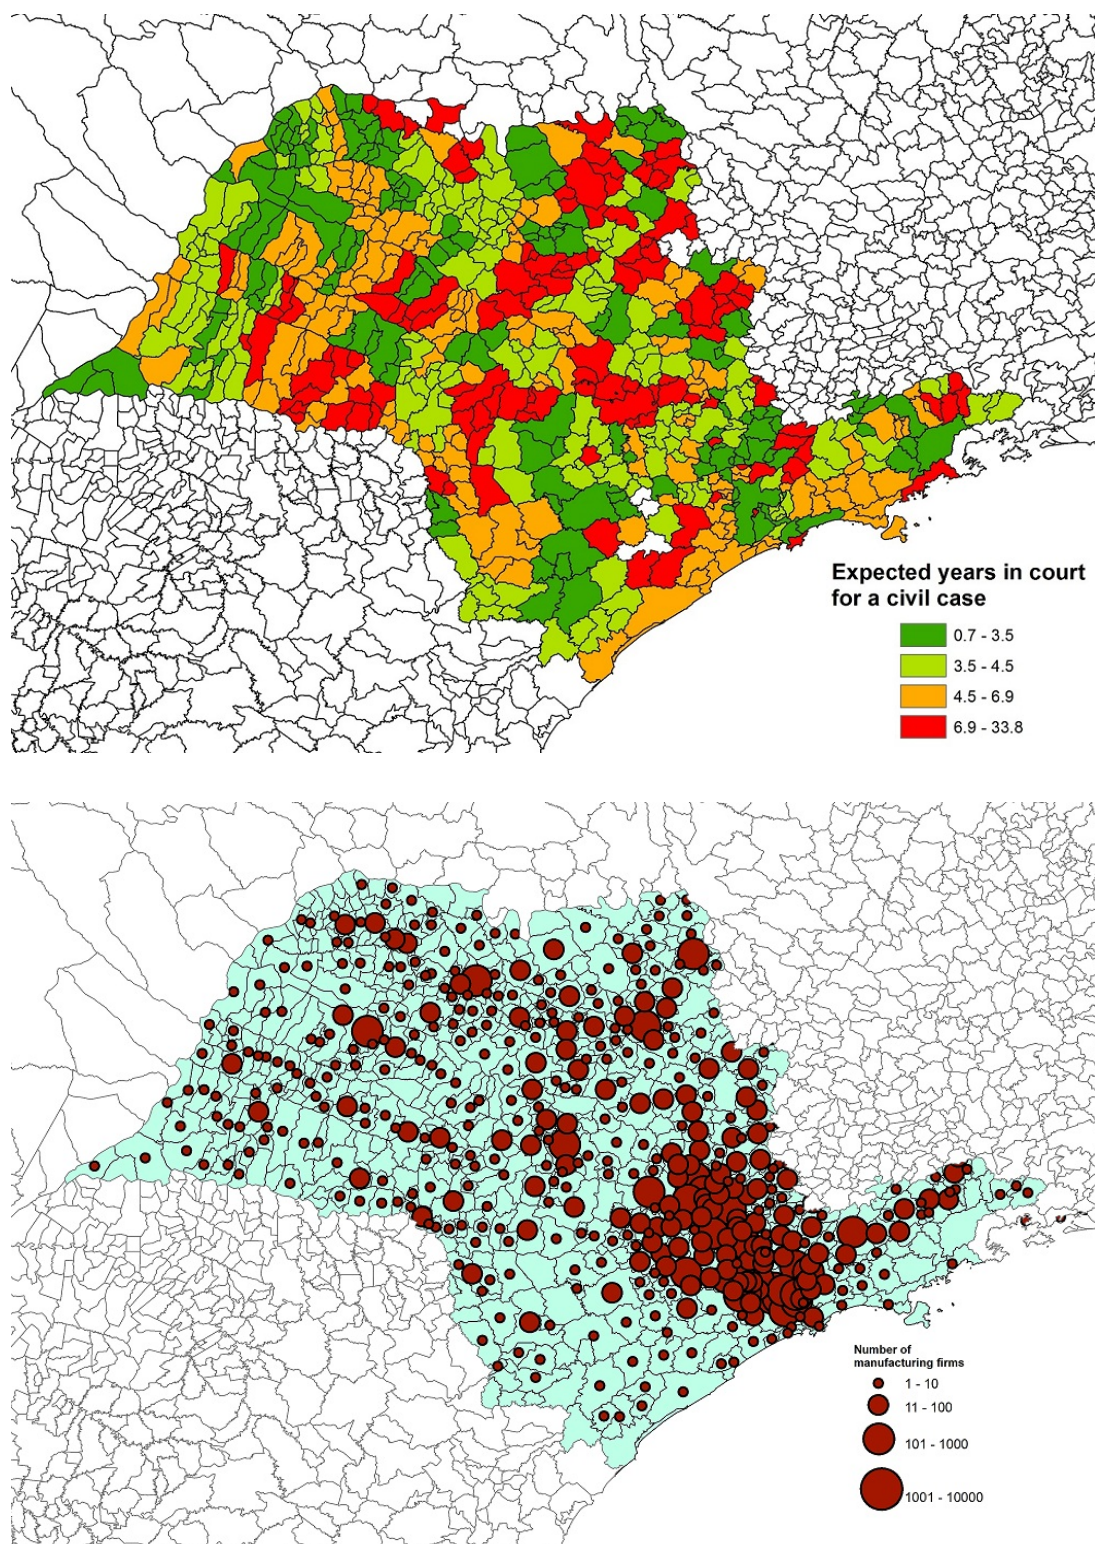 Expected years in court
for a civil case
0.7 - 3.5
3.5 - 4.5
4.5 - 6.9
6.9 - 33.8
Number of
manufacturing firms
1 - 10
11 - 100
101 - 1000
1001 - 10000